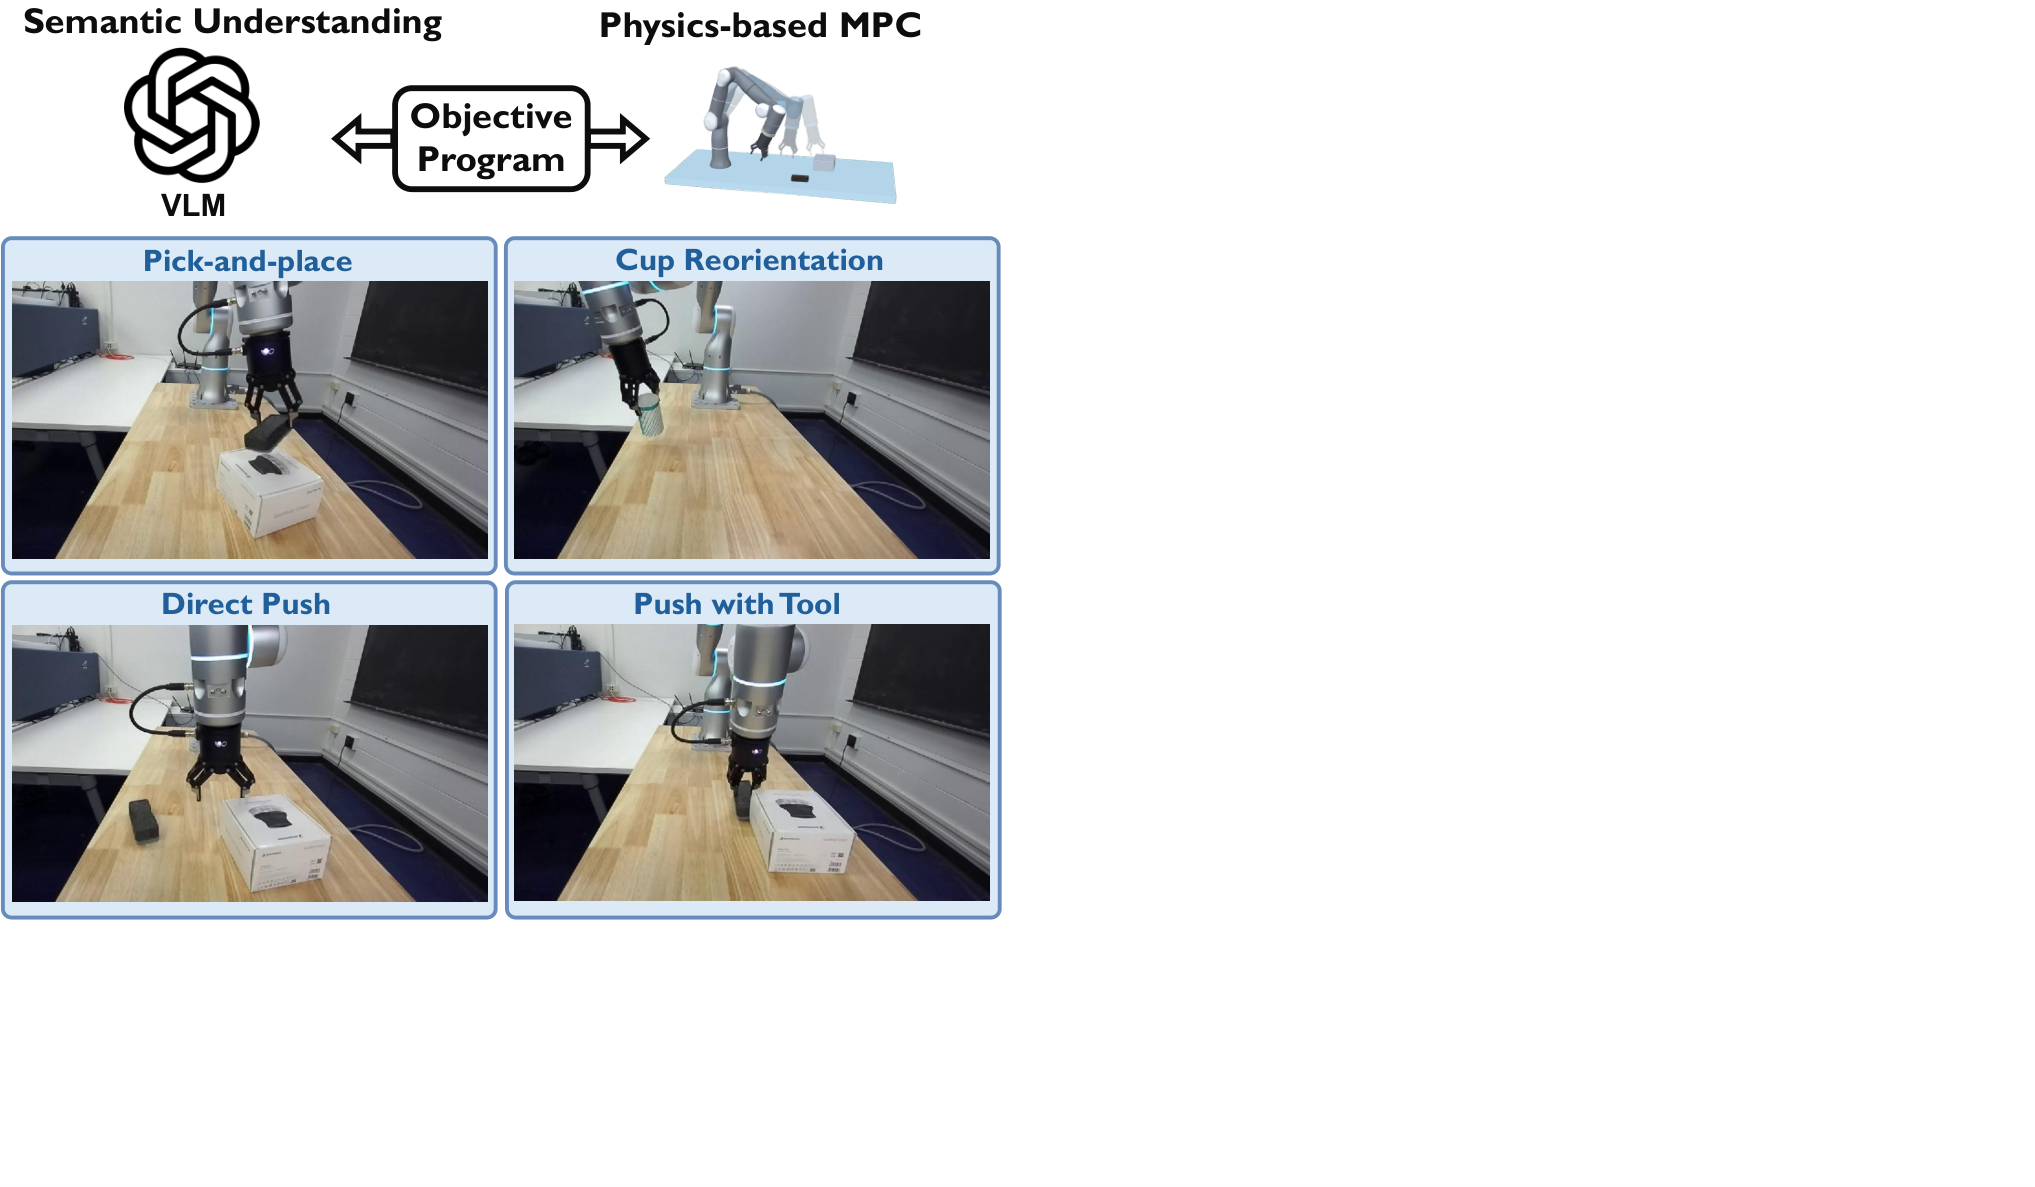 Semantic Understanding
Physics-based MPC
Objective
Program
VLM
Pick-and-place
Cup Reorientation
Direct Push
Push with Tool